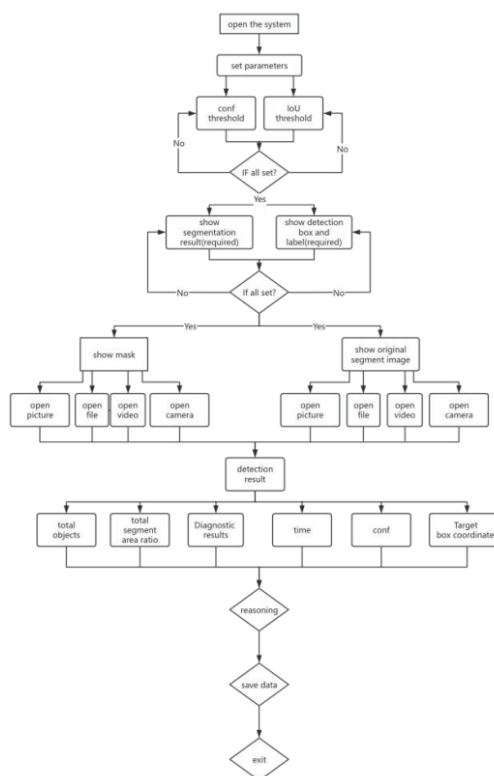 open the system
set parameters
conf
threshold
IoU
threshold
No
No
IF all set?
Yes
show
segmentation
result(required)
show detection
box and
label(required)
No
If all set?
No
Yes
Yes
show mask
show original
segment image
open
picture
open
file
open
video
open
camera
open
picture
open
file
open
video
open
camera
detection
result
total
objects
total
segment
area ratio
Diagnostic
results
time
conf
Target
box coordinate
reasoning
save data
exit